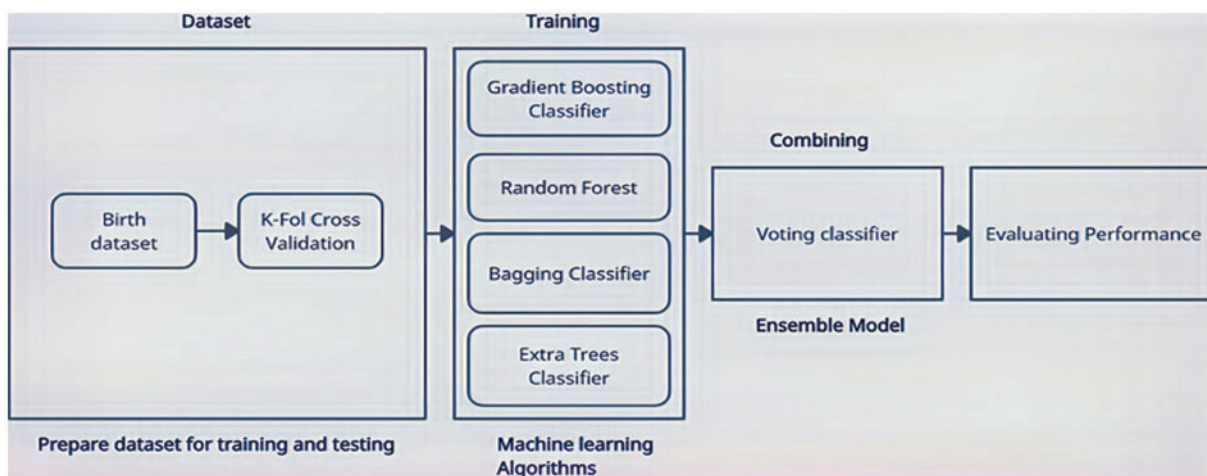 Dataset
Birth
dataset
K-Fol Cross
Validation
Prepare dataset for training and testing
Training
Gradient Boosting
Classifier
Random Forest
Bagging Classifier
Extra Trees
Classifier
Machine learning
Algorithms
Combining
Voting classifier
Ensemble Model
Evaluating Performance